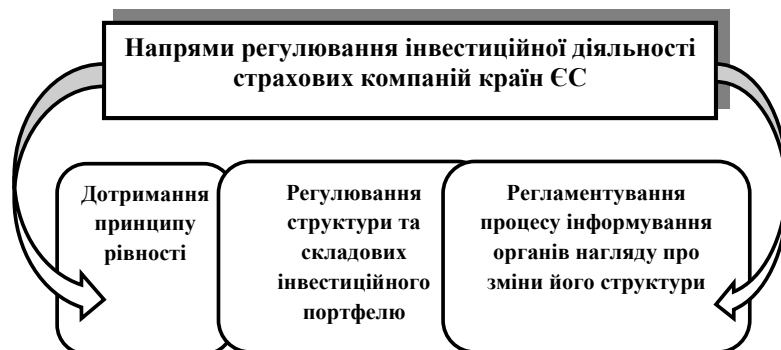 Напрями регулювання інвестиційної діяльності
страхових компаній країн ЄС
Дотримання
принципу
рівності
Регулювання
структури та
складових
інвестиційного
портфелю
Регламентування
процесу інформування
органів нагляду про
зміни його структури